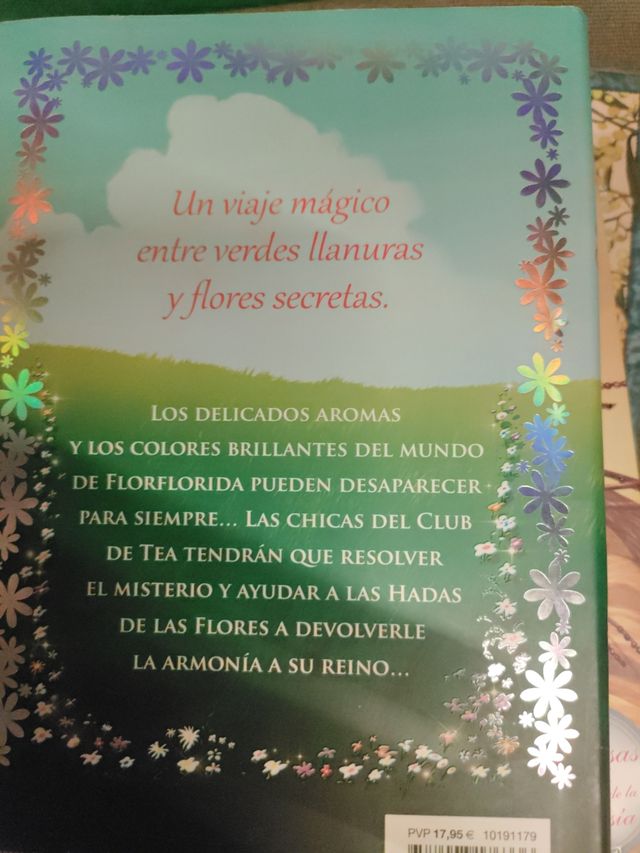 Un viaje mágico
entre verdes llanuras
y flores secretas.
LOS DELICADOS AROMAS
Y LOS COLORES BRILLANTES DEL MUNDO
DE FLORFLORIDA PUEDEN DESAPARECER
PARA SIEMPRE... LAS CHICAS DEL CLUB
DE TEA TENDRÁN QUE RESOLVER
EL MISTERIO Y AYUDAR A LAS HADAS
DE LAS FLORES A DEVOLVERLE
LA ARMONÍA A SU REINO...
de la
PVP 17,95 € 10191179